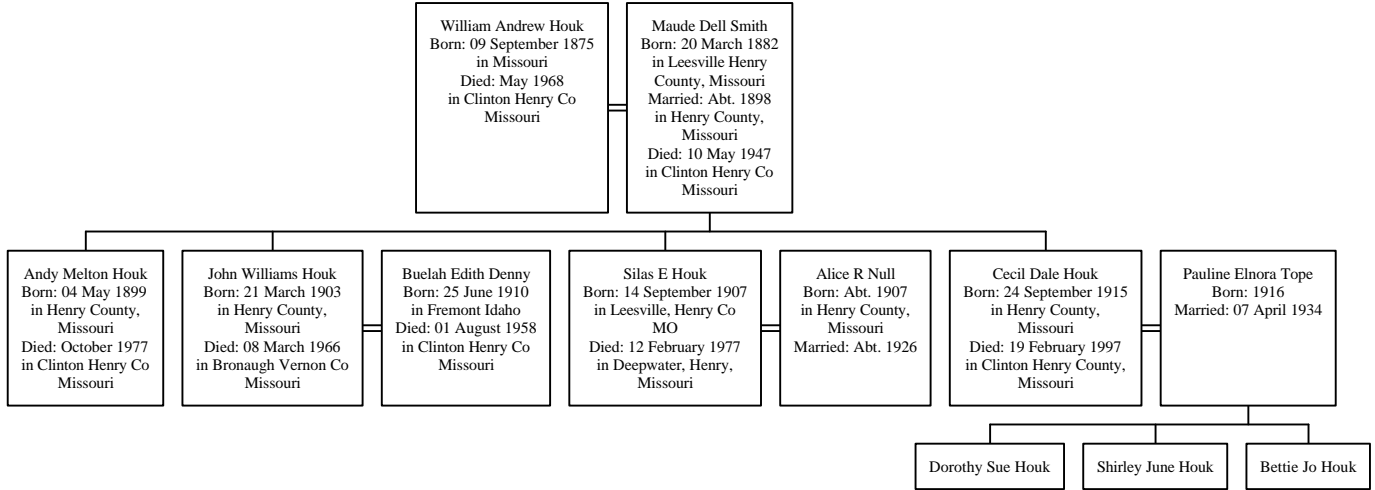 William Andrew Houk
Born: 09 September 1875
in Missouri
Died: May 1968
in Clinton Henry Co
Missouri
Maude Dell Smith
Born: 20 March 1882
in Leesville Henry
County, Missouri
Married: Abt. 1898
in Henry County,
Missouri
Died: 10 May 1947
in Clinton Henry Co
Missouri
Andy Melton Houk
Born: 04 May 1899
in Henry County,
Missouri
Died: October 1977
in Clinton Henry Co
Missouri
John Williams Houk
Born: 21 March 1903
in Henry County,
Missouri
Died: 08 March 1966
in Bronaugh Vernon Co
Missouri
Buelah Edith Denny
Born: 25 June 1910
in Fremont Idaho
Died: 01 August 1958
in Clinton Henry Co
Missouri
Silas E Houk
Born: 14 September 1907
in Leesville, Henry Co
MO
Died: 12 February 1977
in Deepwater, Henry,
Missouri
Alice R Null
Born: Abt. 1907
in Henry County,
Missouri
Married: Abt. 1926
Cecil Dale Houk
Born: 24 September 1915
in Henry County,
Missouri
Died: 19 February 1997
in Clinton Henry County,
Missouri
Pauline Elnora Tope
Born: 1916
Married: 07 April 1934
Dorothy Sue Houk
Shirley June Houk
Bettie Jo Houk